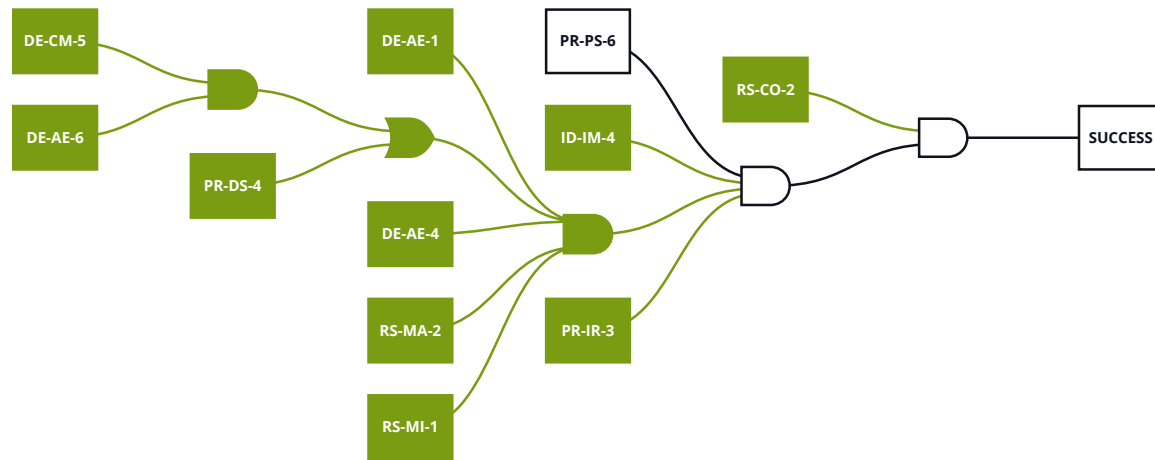 DE-CM-5
DE-AE-6
PR-DS-4
DE-AE-1
DE-AE-4
RS-MA-2
RS-MI-1
PR-PS-6
ID-IM-4
PR-IR-3
RS-CO-2
SUCCESS